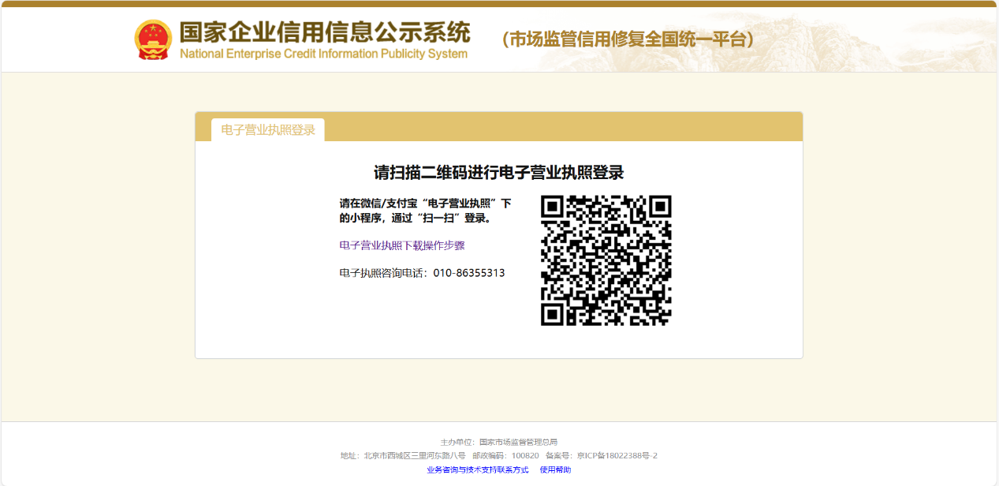 国家企业信用信息公示系统
National Enterprise Credit Information Publicity System
（市场监管信用修复全国统一平台）
电子营业执照登录
请扫描二维码进行电子营业执照登录
请在微信/支付宝“电子营业执照”下
的小程序，通过“扫一扫”登录。
电子营业执照下载操作步骤
电子执照咨询电话：010-86355313
主办单位：国家市场监督管理总局
地址：北京市西城区三里河东路八号 邮政编码：100820 备案号：京ICP备18022388号-2
业务咨询与技术支持联系方式 使用帮助